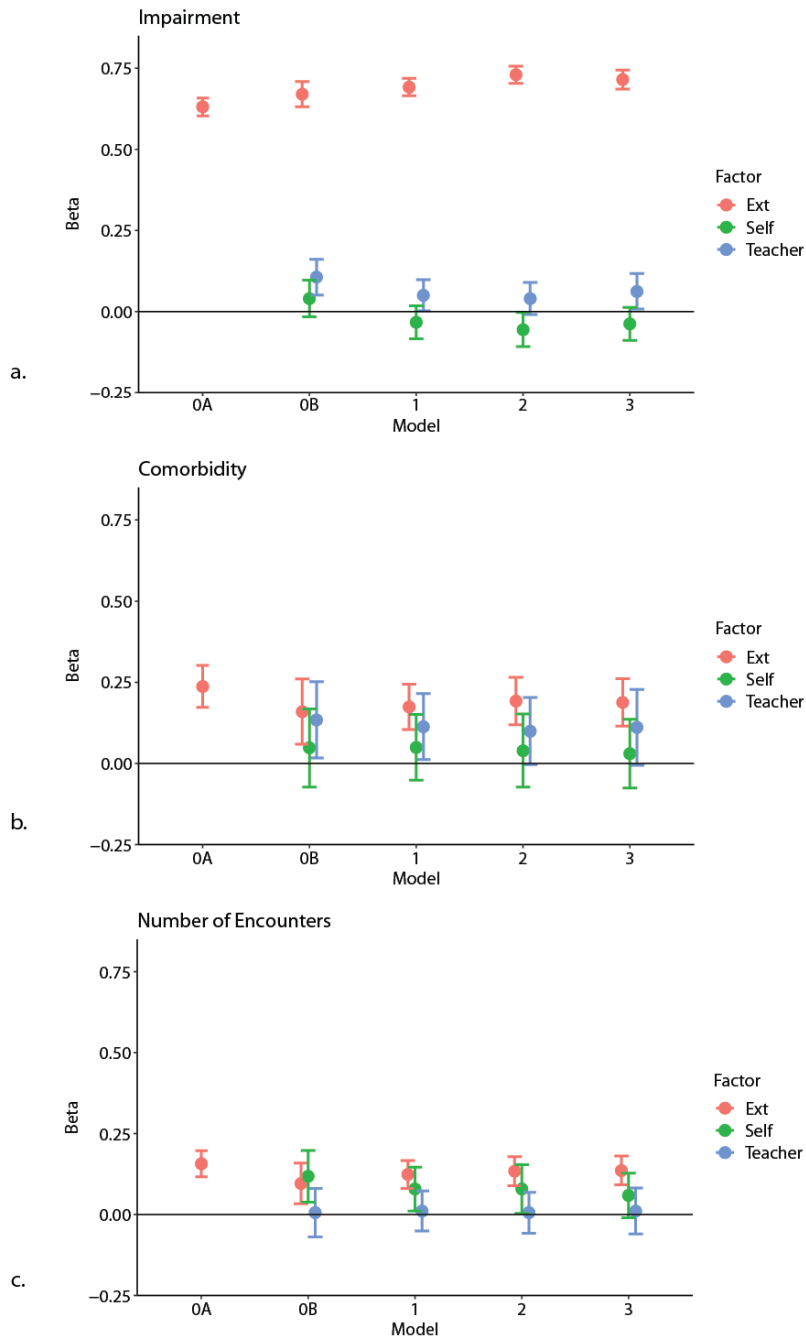 Impairment
0.75
0.50
0.25
0.00
−0.25
Beta
0A 0B 1 2 3
Model
Factor
Ext
Self
Teacher
a.
Comorbidity
0.75
0.50
0.25
0.00
−0.25
Beta
0A 0B 1 2 3
Model
Factor
Ext
Self
Teacher
b.
Number of Encounters
0.75
0.50
0.25
0.00
−0.25
Beta
0A 0B 1 2 3
Model
Factor
Ext
Self
Teacher
c.